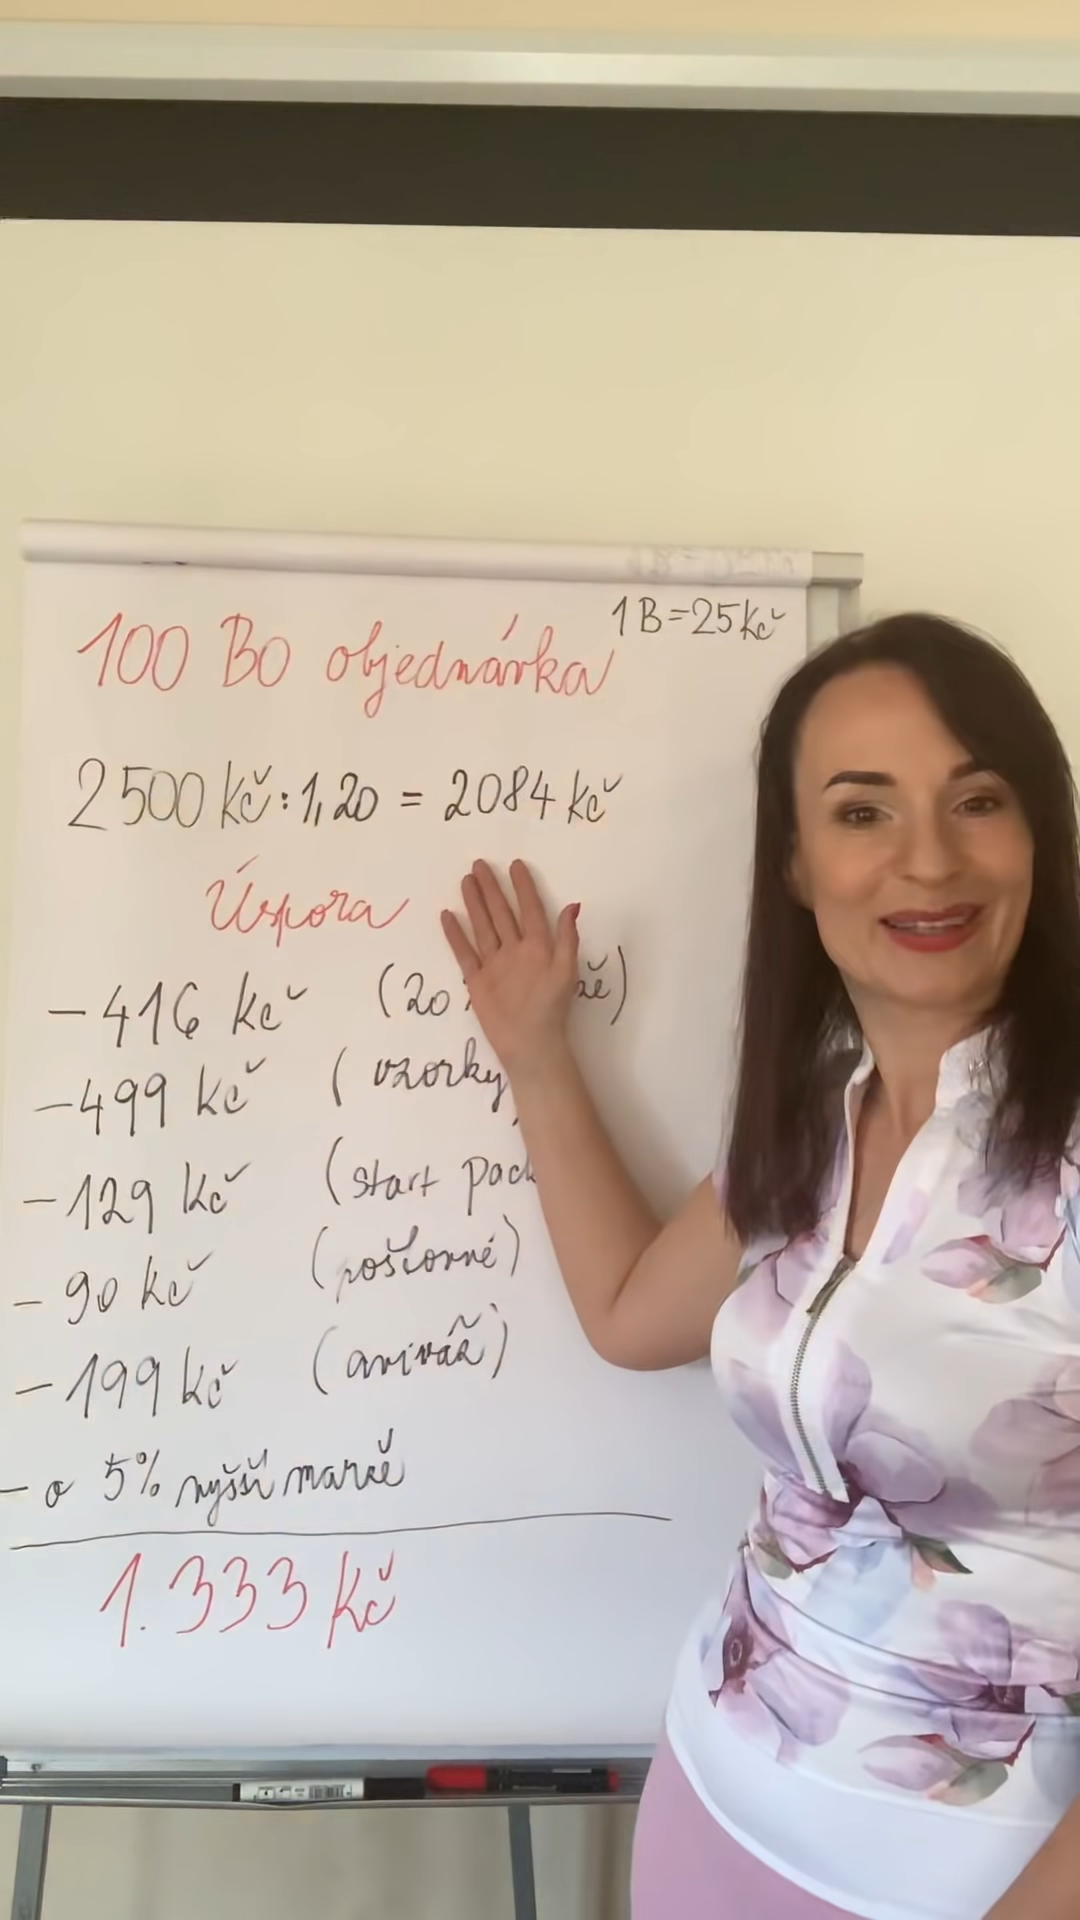 1B=25Kč
100 BO objednávka
2500 Kč : 1,20 = 2084 Kč
Úspora
-416 Kč (20
-499 Kč (vzorky
-129 Kč (start pack
- 90 Kč (poštovné)
-199 Kč (aviváž)
- o 5% vyšší marže
1.333 Kč